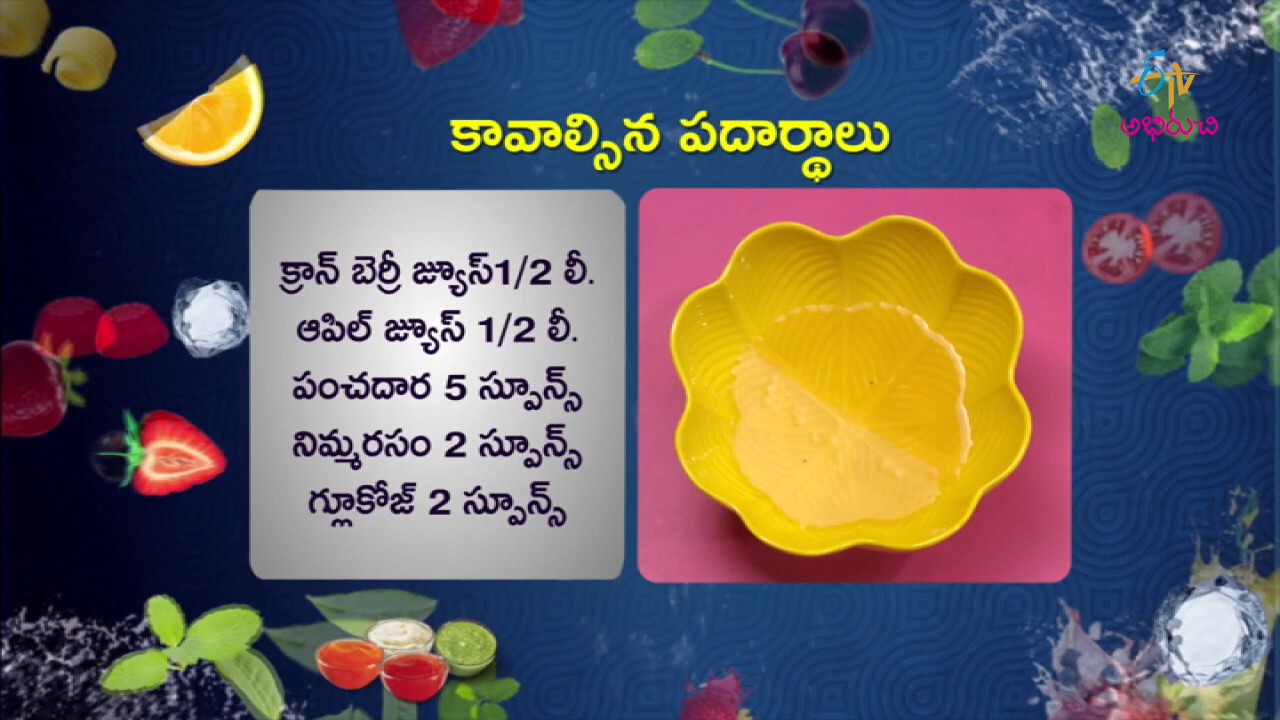 ETV
అభిరుచి
కావాల్సిన పదార్థాలు
క్రాన్ బెర్రీ జ్యూస్1/2 లీ.
ఆపిల్ జ్యూస్ 1/2 లీ.
పంచదార 5 స్పూన్స్
నిమ్మరసం 2 స్పూన్స్
గ్లూకోజ్ 2 స్పూన్స్